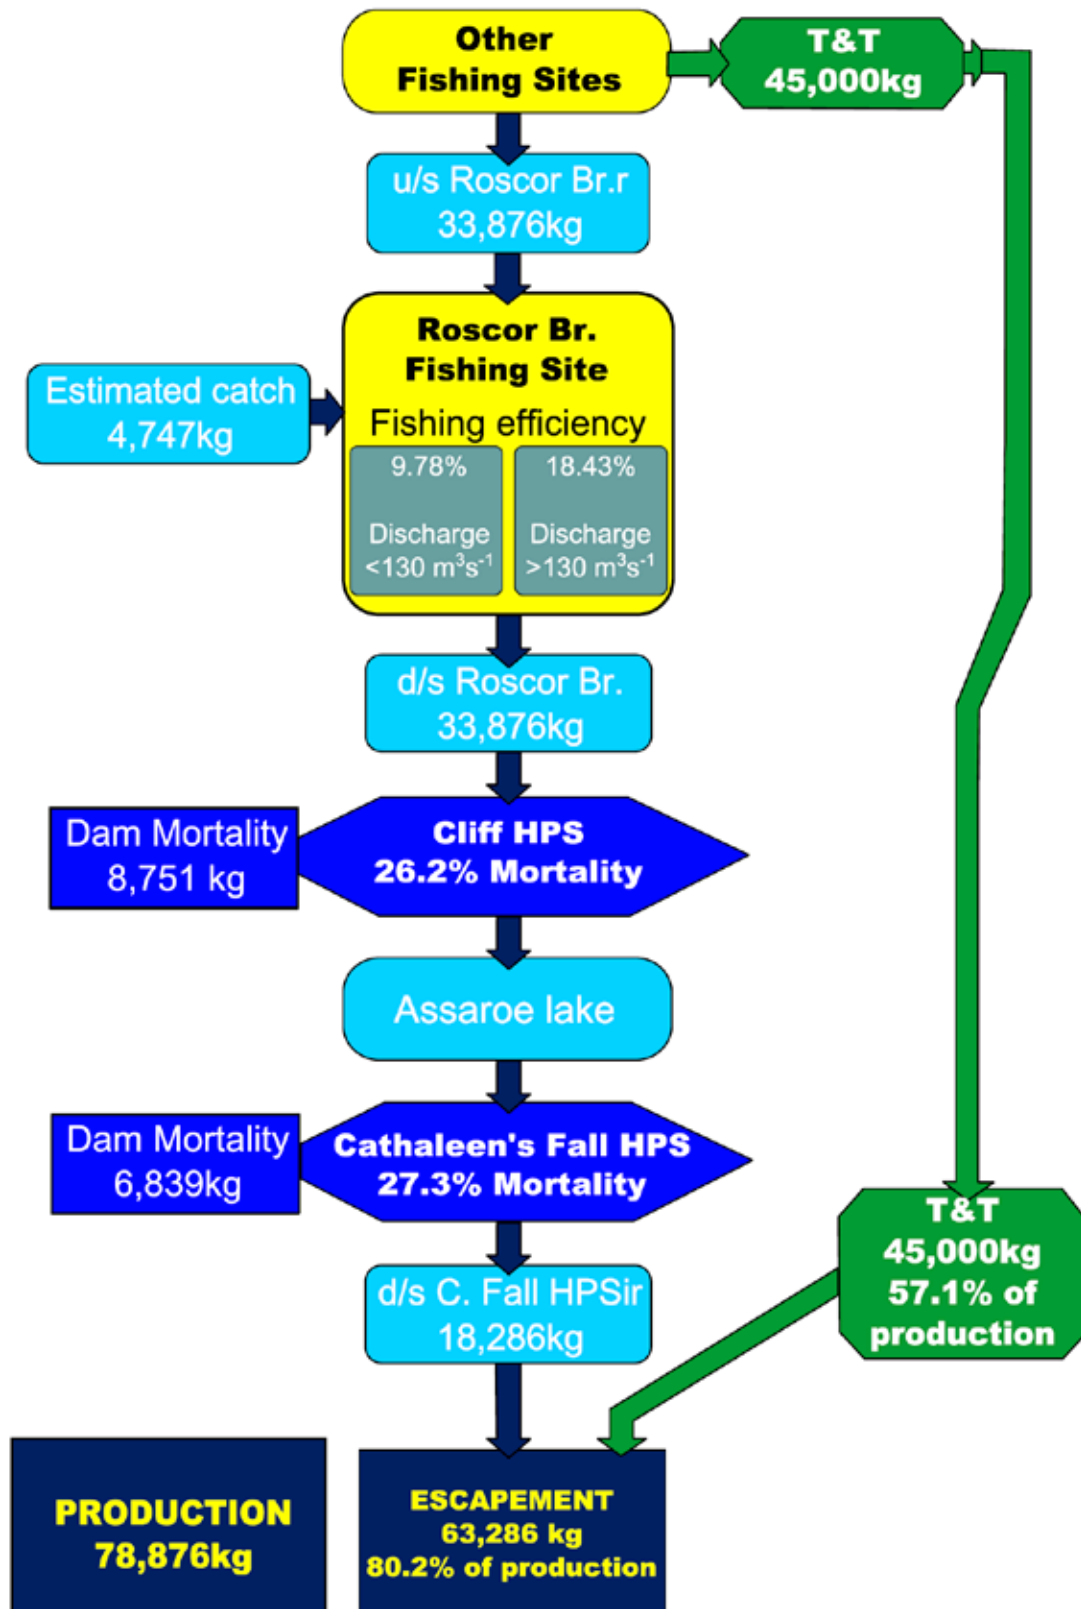 Other
Fishing Sites
T&T
45,000kg
u/s Roscor Br.r
33,876kg
Roscor Br.
Fishing Site
Estimated catch
4,747kg
Fishing efficiency
9.78%
Discharge
<130 m³s⁻¹
18.43%
Discharge
>130 m³s⁻¹
d/s Roscor Br.
33,876kg
Dam Mortality
8,751 kg
Cliff HPS
26.2% Mortality
Assaroe lake
Dam Mortality
6,839kg
Cathaleen's Fall HPS
27.3% Mortality
T&T
45,000kg
57.1% of
production
d/s C. Fall HPSir
18,286kg
PRODUCTION
78,876kg
ESCAPEMENT
63,286 kg
80.2% of production